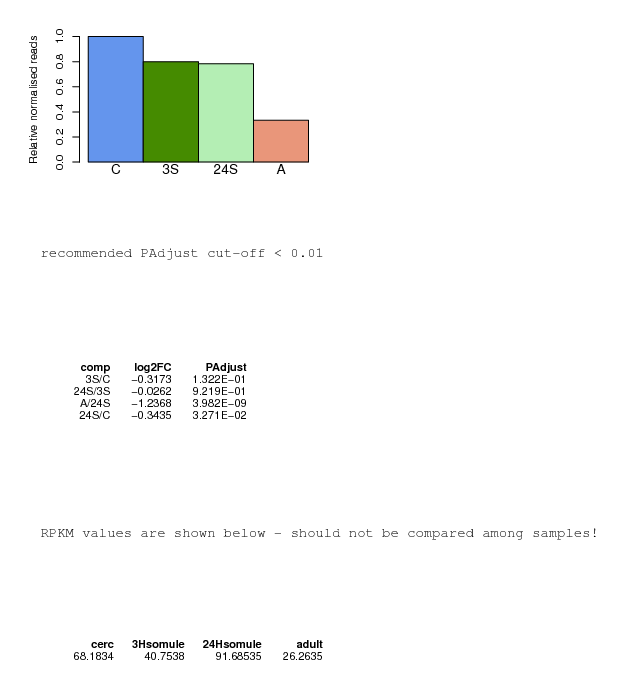 Relative normalised reads
1.0
0.8
0.6
0.4
0.2
0.0
C 3S 24S A
recommended PAdjust cut-off < 0.01
comp log2FC PAdjust
3S/C −0.3173 1.322E−01
24S/3S −0.0262 9.219E−01
A/24S −1.2368 3.982E−09
24S/C −0.3435 3.271E−02
RPKM values are shown below - should not be compared among samples!
cerc 3Hsomule 24Hsomule adult
68.1834 40.7538 91.68535 26.2635